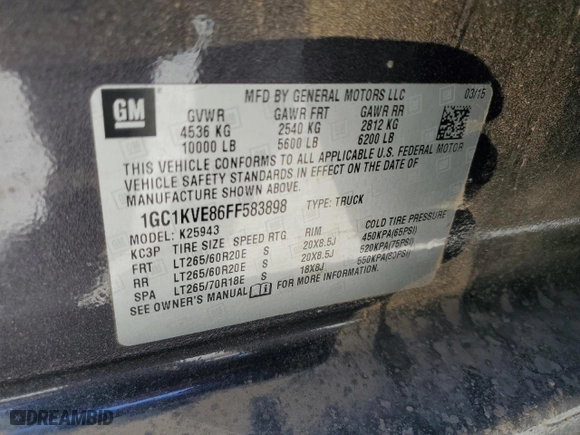 GM
MFD BY GENERAL MOTORS LLC 03/15
GVWR GAWR FRT GAWR RR
4536 KG 2540 KG 2812 KG
10000 LB 5600 LB 6200 LB
THIS VEHICLE CONFORMS TO ALL APPLICABLE U.S. FEDERAL MOTOR
VEHICLE SAFETY STANDARDS IN EFFECT ON THE DATE OF
MANUFACTURE SHOWN ABOVE.
1GC1KVE86FF583898 TYPE: TRUCK
MODEL: K25943
KC3P TIRE SIZE SPEED RTG RIM COLD TIRE PRESSURE
FRT LT265/60R20E S 20X8.5J 450KPA(65PSI)
RR LT265/60R20E S 20X8.5J 520KPA(75PSI)
SPA LT265/70R18E S 18X8J 550KPA(80PSI)
SEE OWNER'S MANUAL FOR MORE INFORMATION.
DREAMBID